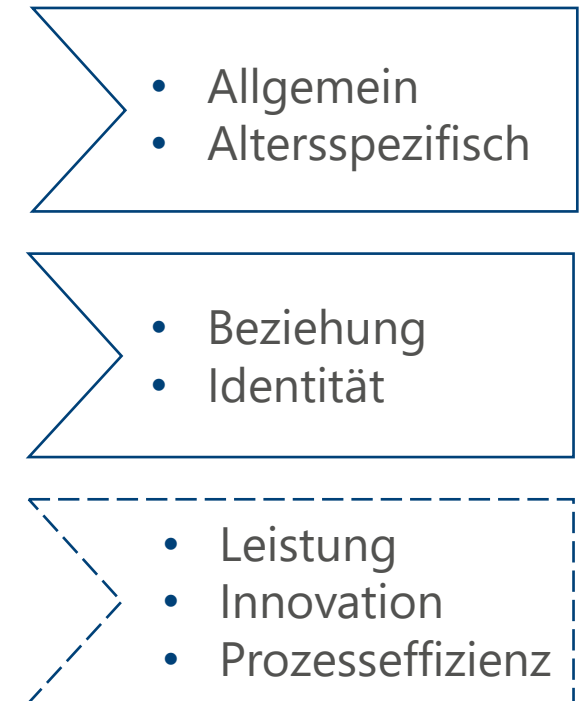 • Allgemein
• Altersspezifisch
• Beziehung
• Identität
• Leistung
• Innovation
• Prozesseffizienz